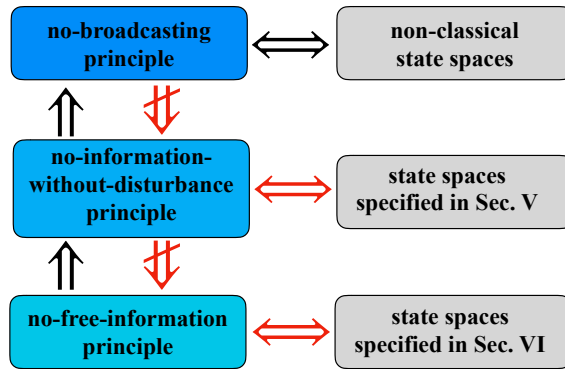 no-broadcasting
principle
non-classical
state spaces
no-information-
without-disturbance
principle
state spaces
specified in Sec. V
no-free-information
principle
state spaces
specified in Sec. VI